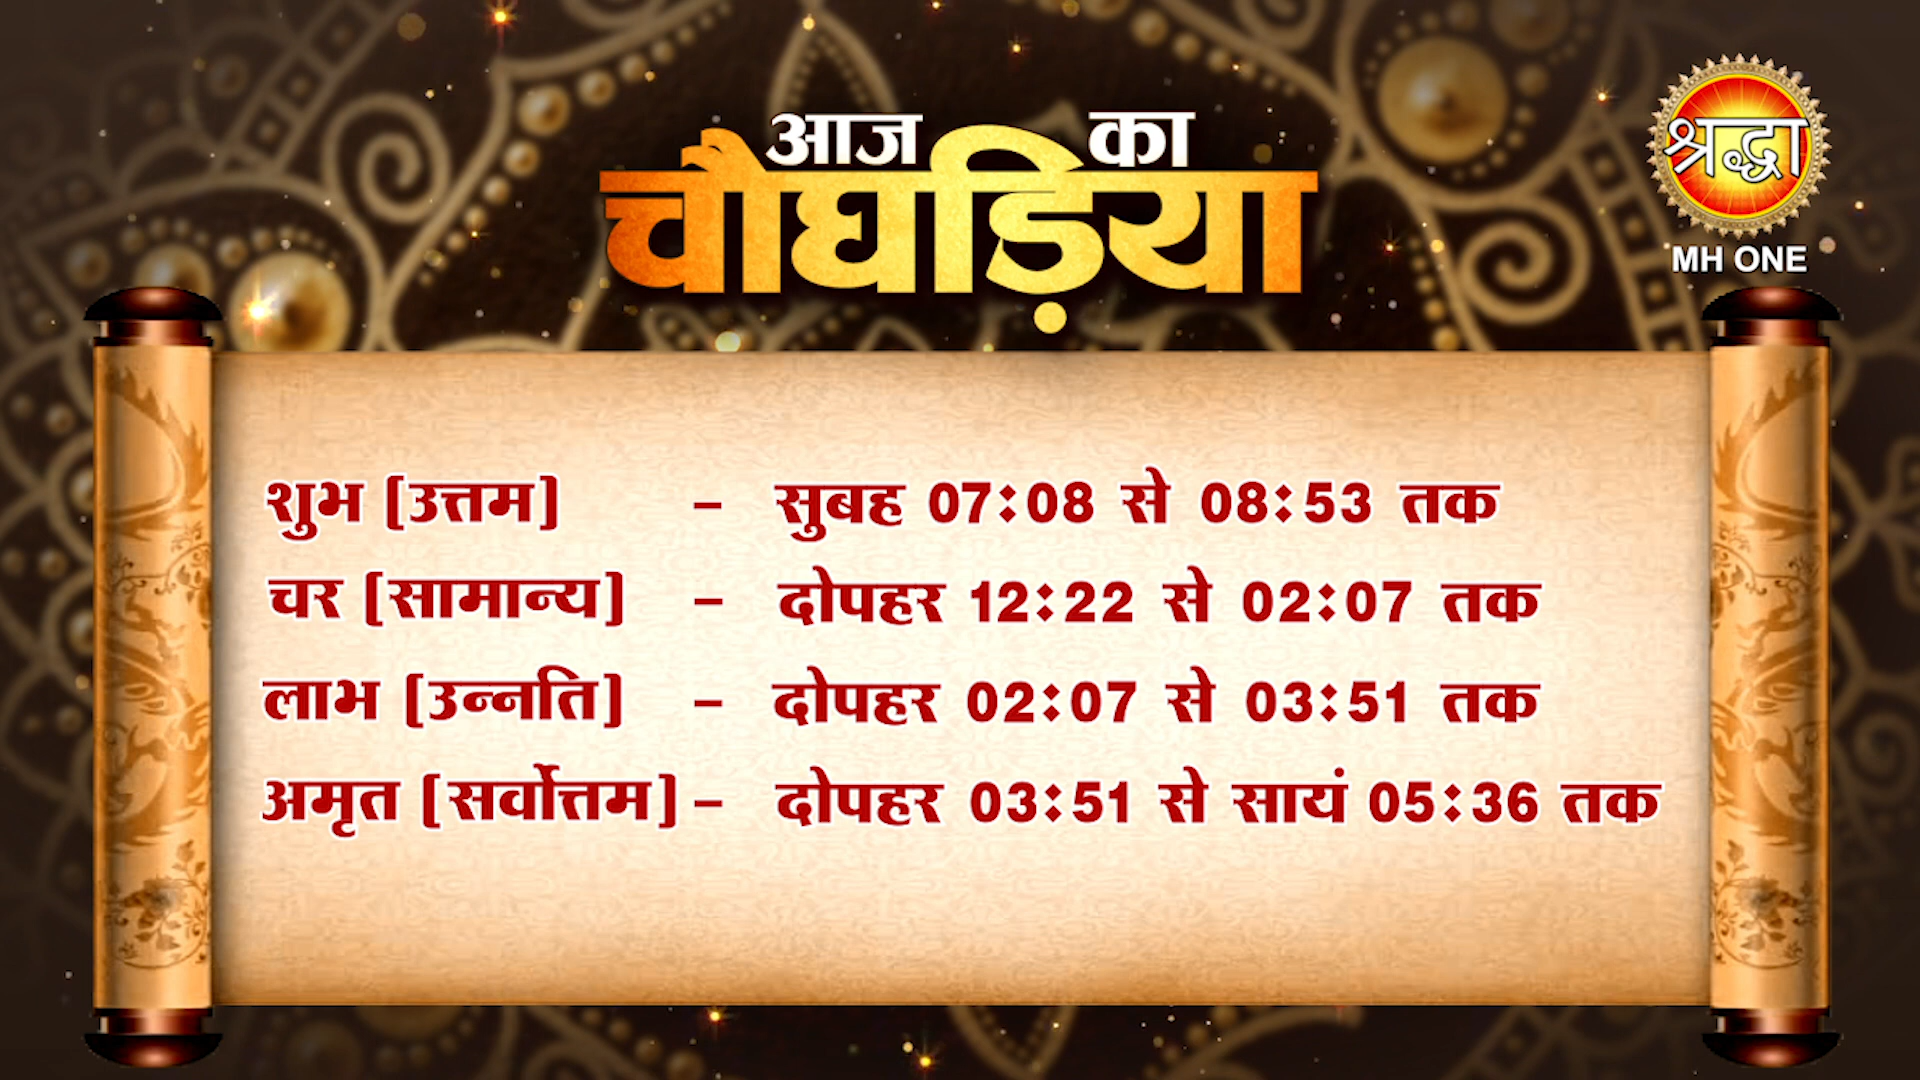 आज का
चौघड़िया
श्रद्धा
MH ONE
शुभ (उत्तम) - सुबह 07:08 से 08:53 तक
चर (सामान्य) - दोपहर 12:22 से 02:07 तक
लाभ (उन्नति) - दोपहर 02:07 से 03:51 तक
अमृत (सर्वोत्तम) - दोपहर 03:51 से सायं 05:36 तक